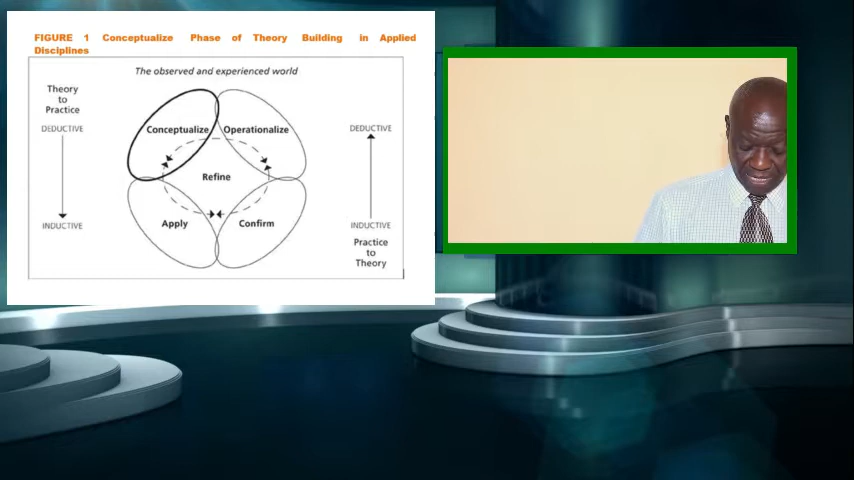 FIGURE 1 Conceptualize Phase of Theory Building in Applied
Disciplines
The observed and experienced world
Theory
to
Practice
DEDUCTIVE
INDUCTIVE
Conceptualize
Operationalize
Refine
Apply
Confirm
DEDUCTIVE
INDUCTIVE
Practice
to
Theory